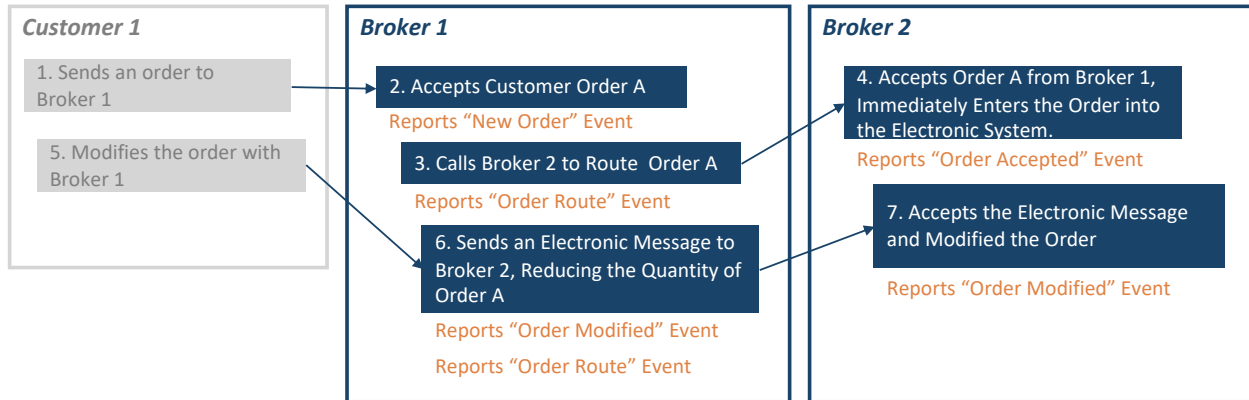 Customer 1
1. Sends an order to
Broker 1
5. Modifies the order with
Broker 1
Broker 1
2. Accepts Customer Order A
Reports “New Order” Event
3. Calls Broker 2 to Route Order A
Reports “Order Route” Event
6. Sends an Electronic Message to
Broker 2, Reducing the Quantity of
Order A
Reports “Order Modified” Event
Reports “Order Route” Event
Broker 2
4. Accepts Order A from Broker 1,
Immediately Enters the Order into
the Electronic System.
Reports “Order Accepted” Event
7. Accepts the Electronic Message
and Modified the Order
Reports “Order Modified” Event